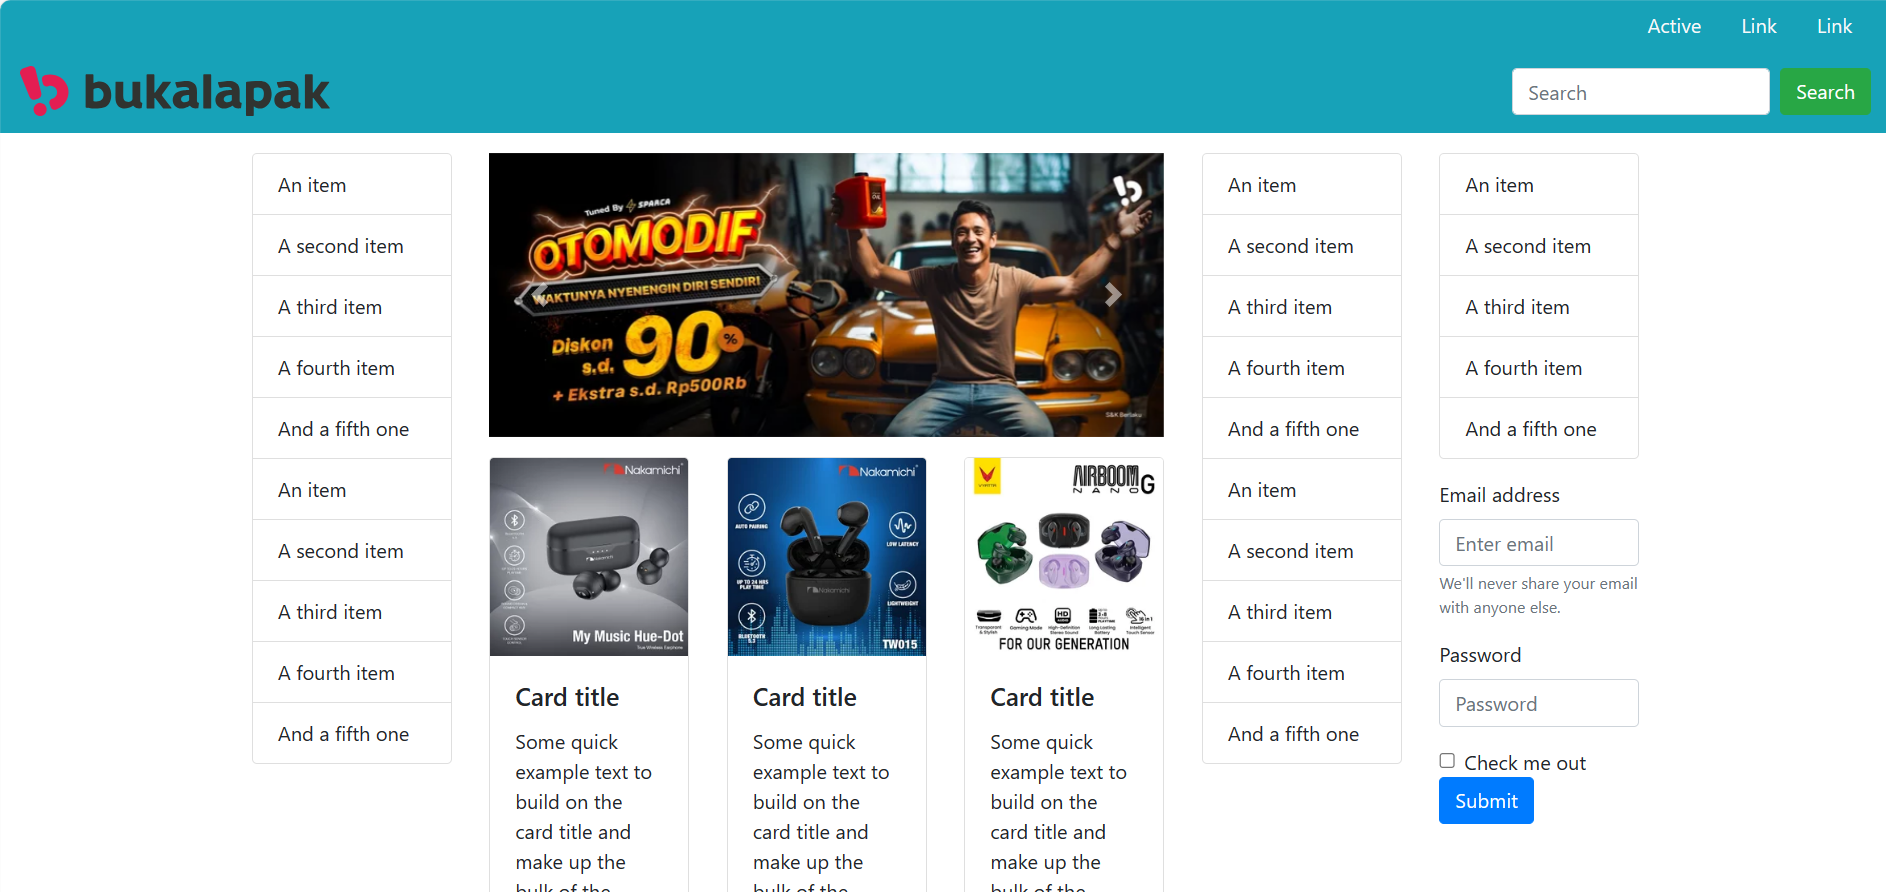 Active
Link
Link
bukalapak
Search
Search
An item
A second item
A third item
A fourth item
And a fifth one
An item
A second item
A third item
A fourth item
And a fifth one
Tuned By SPARCA
OTOMODIF
WAKTUNYA NYENENGIN DIRI SENDIRI
Diskon
s.d. 90%
+ Ekstra s.d. Rp500Rb
S&K Berlaku
Nakamichi
Nakamichi
My Music Hue-Dot
True Wireless Earphone
Card title
Some quick
example text to
build on the
card title and
make up the
bulk of the
Nakamichi
AUTO PAIRING
LOW LATENCY
UP TO 24 HRS
PLAY TIME
LIGHTWEIGHT
BLUETOOTH
5.3
Nakamichi
TW015
Card title
Some quick
example text to
build on the
card title and
make up the
bulk of the
AIRBOOM
NANO G
Transparant
& Stylish
Gaming Mode
High-Definition
Stereo Sound
Long Lasting
Battery
Intelligent
Touch Sensor
FOR OUR GENERATION
Card title
Some quick
example text to
build on the
card title and
make up the
bulk of the
An item
A second item
A third item
A fourth item
And a fifth one
An item
A second item
A third item
A fourth item
And a fifth one
An item
A second item
A third item
A fourth item
And a fifth one
Email address
Enter email
We'll never share your email
with anyone else.
Password
Password
Check me out
Submit